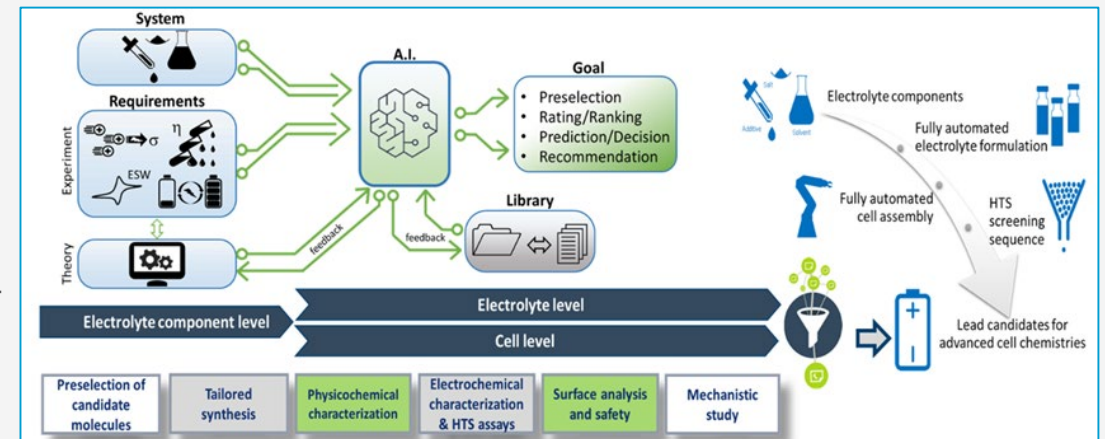 System
Requirements
Experiment
σ
η
ESW
Theory
A.I.
feedback
feedback
Goal
• Preselection
• Rating/Ranking
• Prediction/Decision
• Recommendation
Library
Electrolyte component level
Electrolyte level
Cell level
Preselection of
candidate
molecules
Tailored
synthesis
Physicochemical
characterization
Electrochemical
characterization
& HTS assays
Surface analysis
and safety
Mechanistic
study
Salt
Additive
Solvent
Electrolyte components
Fully automated
electrolyte formulation
Fully automated
cell assembly
HTS
screening
sequence
+
−
Lead candidates for
advanced cell chemistries